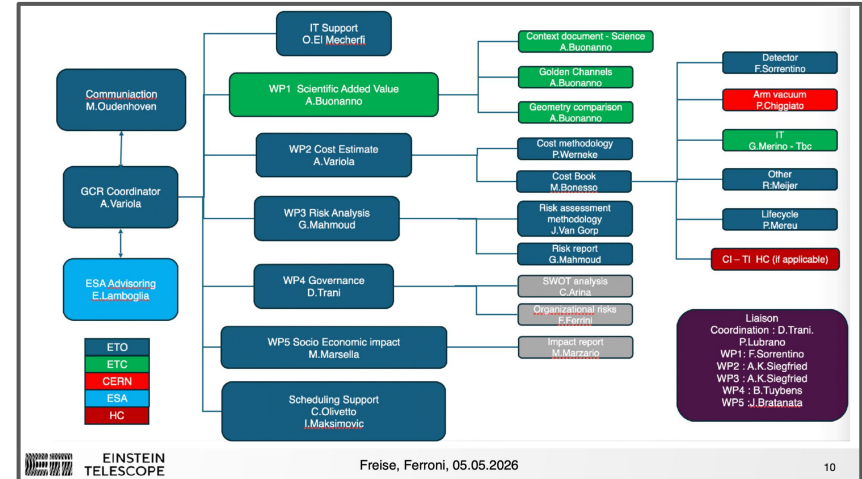 IT Support
O.El Mecherfi
Communiaction
M.Oudenhoven
GCR Coordinator
A.Variola
ESA Advisoring
E.Lamboglia
WP1 Scientific Added Value
A.Buonanno
WP2 Cost Estimate
A.Variola
WP3 Risk Analysis
G.Mahmoud
WP4 Governance
D.Trani
WP5 Socio Economic impact
M.Marsella
Scheduling Support
C.Olivetto
I.Maksimovic
Context document - Science
A.Buonanno
Golden Channels
A.Buonanno
Geometry comparison
A.Buonanno
Cost methodology
P.Werneke
Cost Book
M.Bonesso
Risk assessment
methodology
J.Van Gorp
Risk report
G.Mahmoud
SWOT analysis
C.Arina
Organizational risks
F.Ferrini
Impact report
M.Marzario
Detector
F.Sorrentino
Arm vacuum
P.Chiggiato
IT
G.Merino - Tbc
Other
R:Meijer
Lifecycle
P.Mereu
CI – TI HC (if applicable)
Liaison
Coordination : D.Trani.
P.Lubrano
WP1: F.Sorrentino
WP2 : A.K.Siegfried
WP3 : A.K.Siegfried
WP4 : B.Tuybens
WP5 :J.Bratanata
ETO
ETC
CERN
ESA
HC
EINSTEIN
TELESCOPE
Freise, Ferroni, 05.05.2026
10